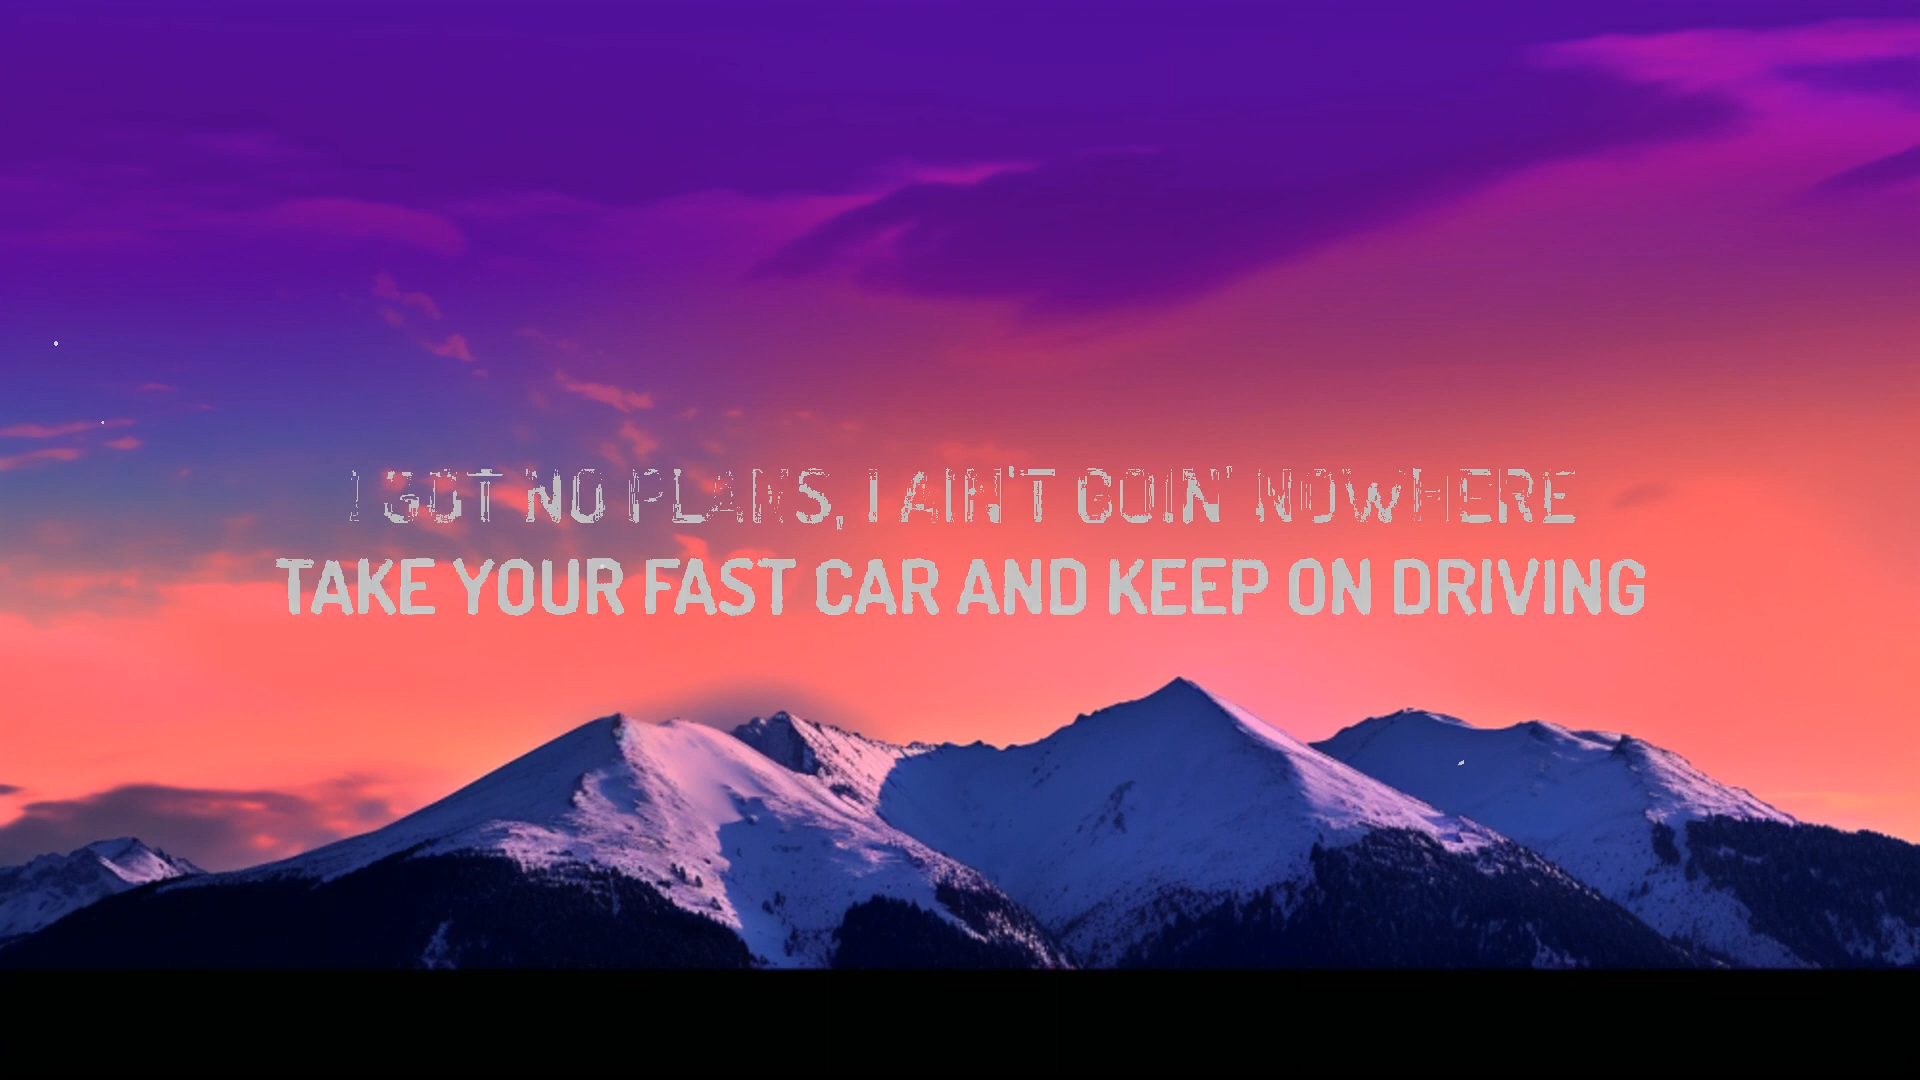 I GOT NO PLANS, I AIN'T GOIN' NOWHERE
TAKE YOUR FAST CAR AND KEEP ON DRIVING